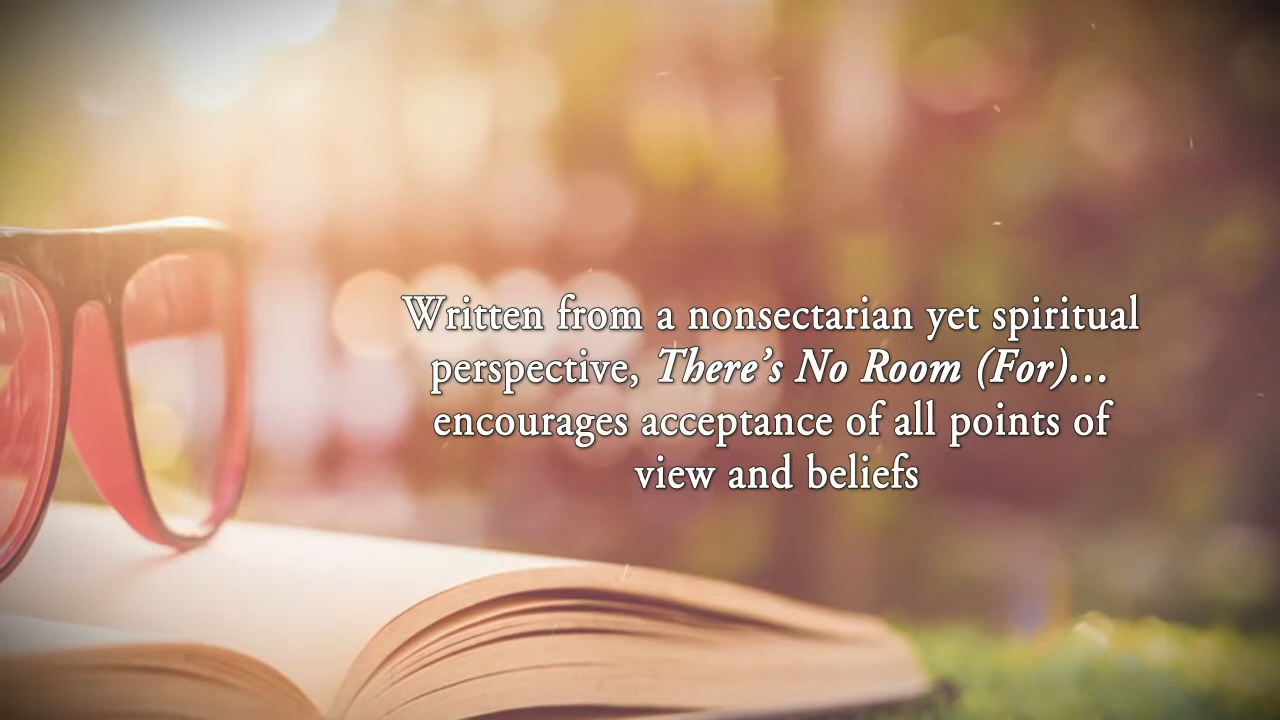 Written from a nonsectarian yet spiritual
perspective, There’s No Room (For)...
encourages acceptance of all points of
view and beliefs